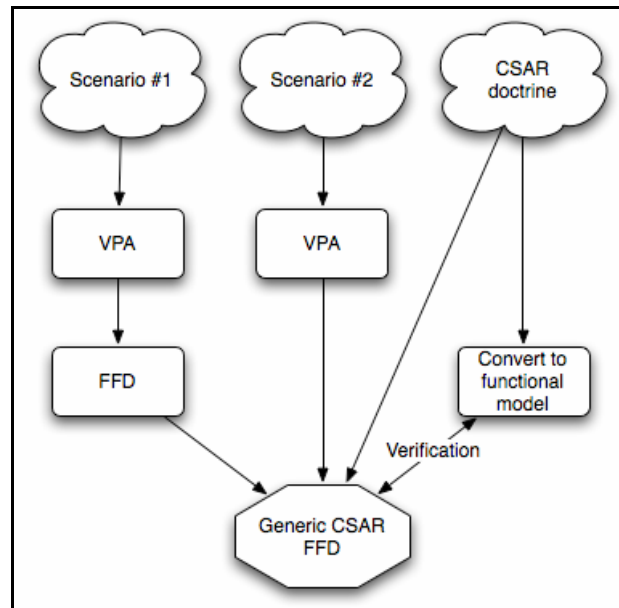 Scenario #1
Scenario #2
CSAR
doctrine
VPA
VPA
FFD
Convert to
functional
model
Verification
Generic CSAR
FFD